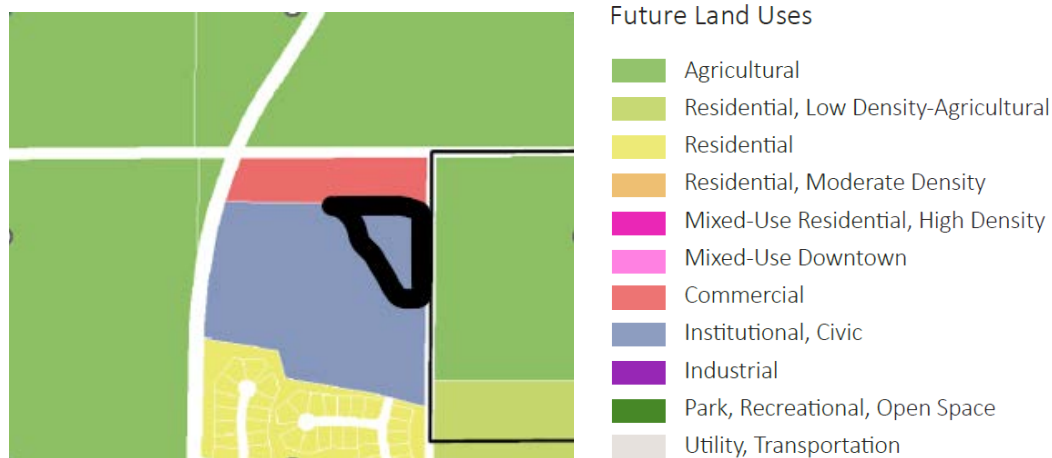 Future Land Uses
Agricultural
Residential, Low Density-Agricultural
Residential
Residential, Moderate Density
Mixed-Use Residential, High Density
Mixed-Use Downtown
Commercial
Institutional, Civic
Industrial
Park, Recreational, Open Space
Utility, Transportation